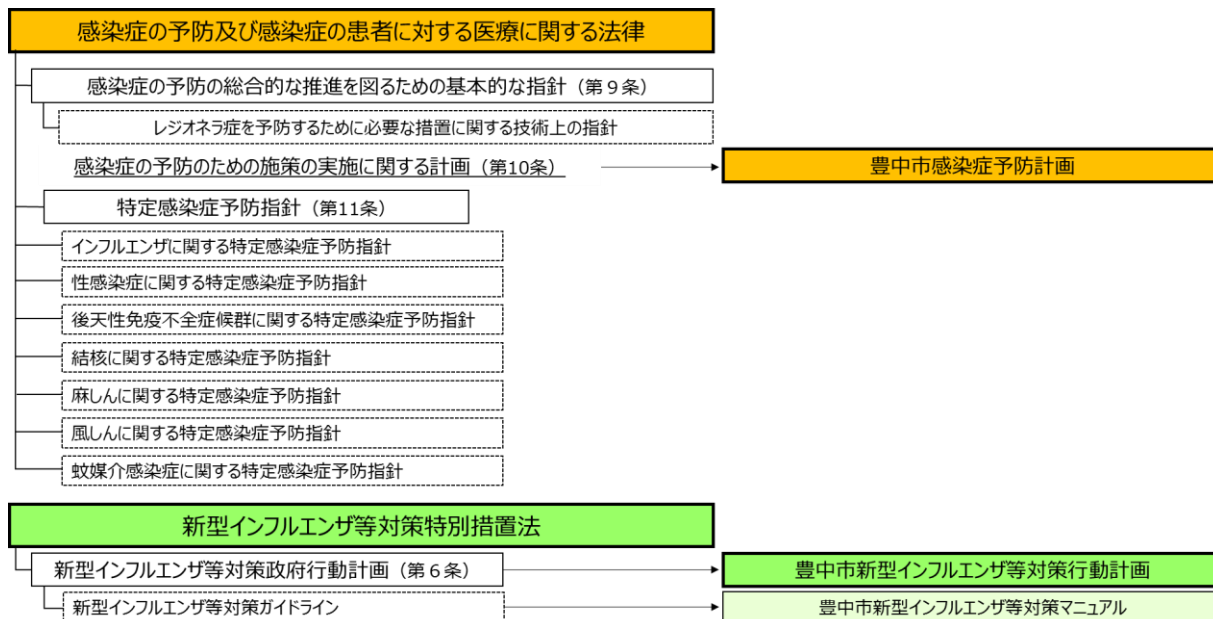 感染症の予防及び感染症の患者に対する医療に関する法律
感染症の予防の総合的な推進を図るための基本的な指針（第９条）
レジオネラ症を予防するために必要な措置に関する技術上の指針
感染症の予防のための施策の実施に関する計画（第10条）
豊中市感染症予防計画
特定感染症予防指針（第11条）
インフルエンザに関する特定感染症予防指針
性感染症に関する特定感染症予防指針
後天性免疫不全症候群に関する特定感染症予防指針
結核に関する特定感染症予防指針
麻しんに関する特定感染症予防指針
風しんに関する特定感染症予防指針
蚊媒介感染症に関する特定感染症予防指針
新型インフルエンザ等対策特別措置法
新型インフルエンザ等対策政府行動計画（第６条）
豊中市新型インフルエンザ等対策行動計画
新型インフルエンザ等対策ガイドライン
豊中市新型インフルエンザ等対策マニュアル